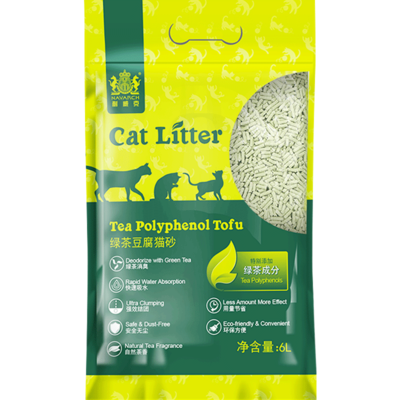 NAVARCH
耐威克
Cat Litter
Tea Polyphenol Tofu
绿茶豆腐猫砂
Deodorize with Green Tea
绿茶消臭
Rapid Water Absorption
快速吸水
Ultra Clumping
强效结团
Safe & Dust-Free
安全无尘
Natural Tea Fragrance
自然茶香
特别添加
绿茶成分
Tea Polyphenols
Less Amount More Effect
用量节省
Eco-friendly & Convenient
环保方便
净含量:6L